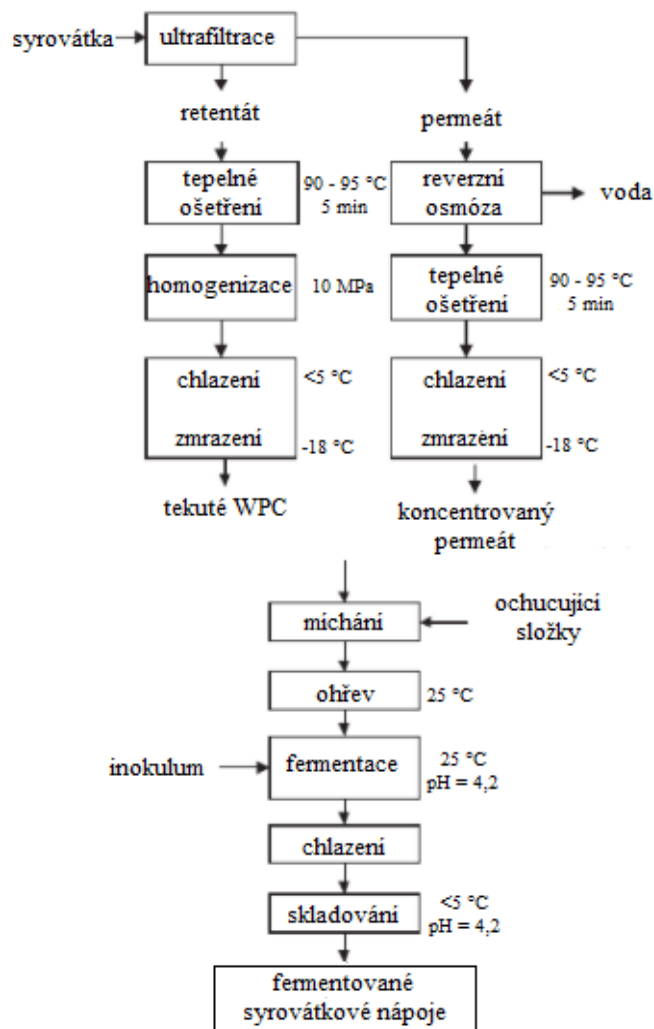 syrovátka
ultrafiltrace
retentát
permeát
tepelné
ošetření
90 - 95 °C
5 min
reverzní
osmóza
voda
homogenizace
10 MPa
tepelné
ošetření
90 - 95 °C
5 min
chlazení
<5 °C
zmrazení
-18 °C
chlazení
<5 °C
zmrazení
-18 °C
tekuté WPC
koncentrovaný
permeát
míchání
ochucující
složky
ohřev
25 °C
inokulum
fermentace
25 °C
pH = 4,2
chlazení
skladování
<5 °C
pH = 4,2
fermentované
syrovátkové nápoje